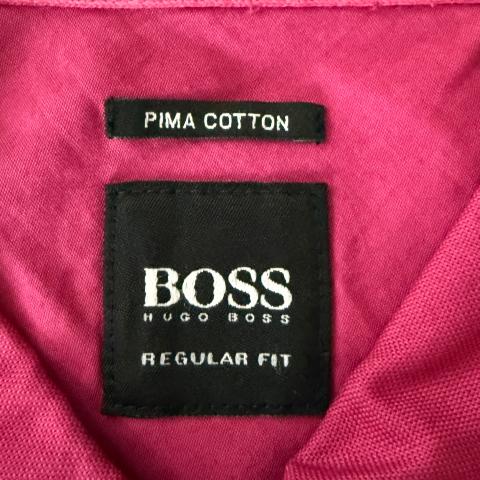 PIMA COTTON
BOSS
HUGO BOSS
REGULAR FIT